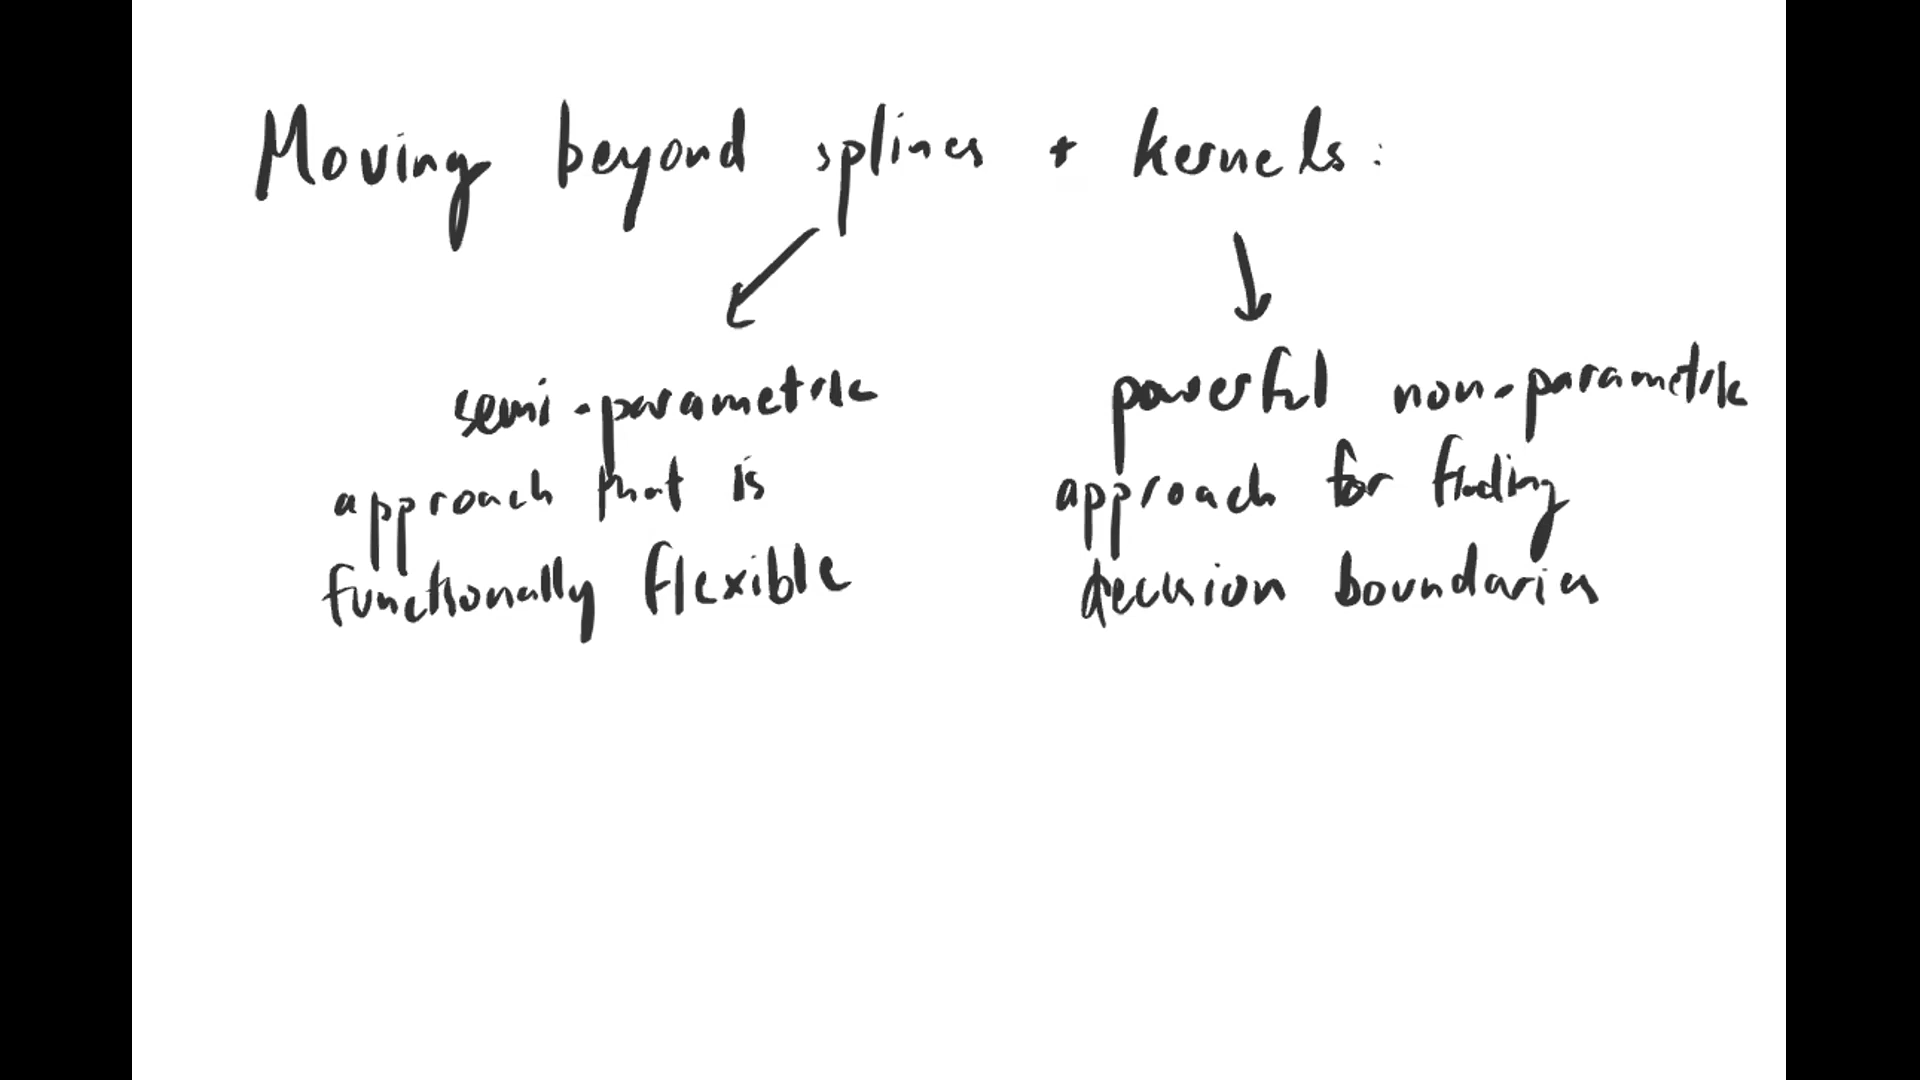 Moving beyond splines + kernels:
semi-parametric
approach that is
functionally flexible
powerful non-parametric
approach for finding
decision boundaries